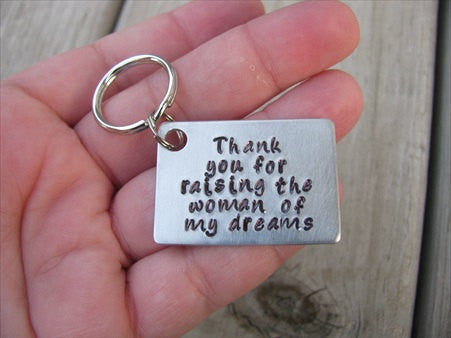 Thank
you for
raising the
woman of
my dreams